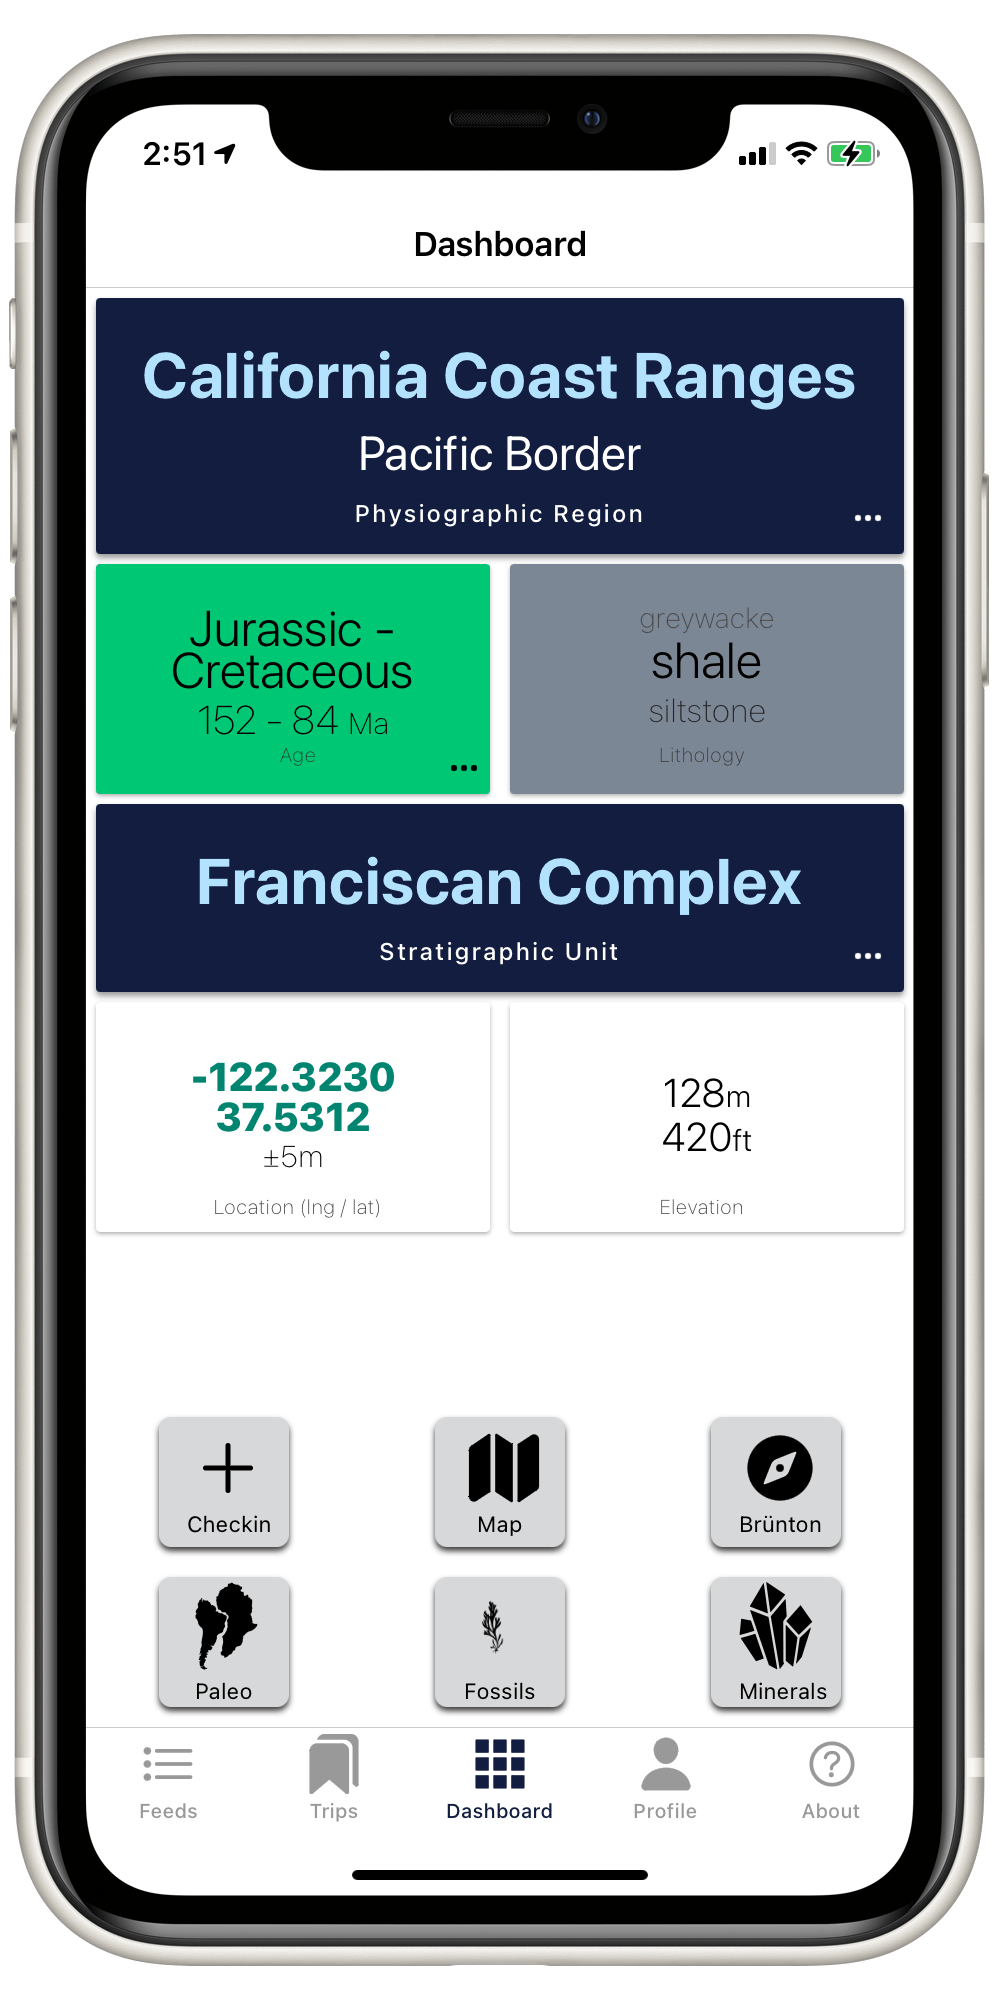 2:51
Dashboard
California Coast Ranges
Pacific Border
Physiographic Region
Jurassic -
Cretaceous
152 - 84 Ma
Age
greywacke
shale
siltstone
Lithology
Franciscan Complex
Stratigraphic Unit
-122.3230
37.5312
±5m
Location (lng / lat)
128m
420ft
Elevation
Checkin
Map
Brünton
Paleo
Fossils
Minerals
Feeds
Trips
Dashboard
Profile
About